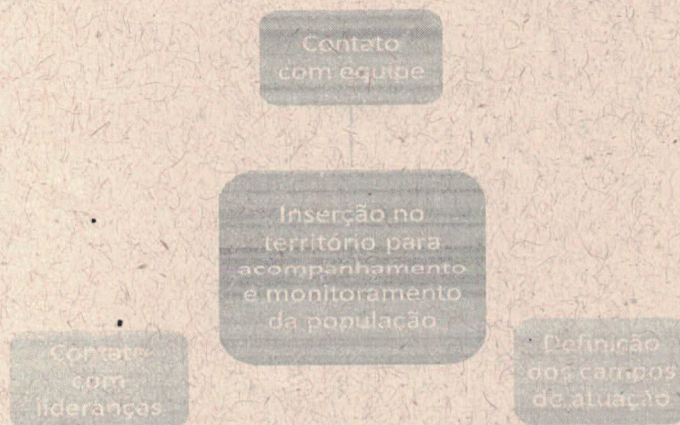 Contato
com equipe
Inserção no
território para
acompanhamento
e monitoramento
da população
Contato
com
lideranças
Definição
dos campos
de atuação